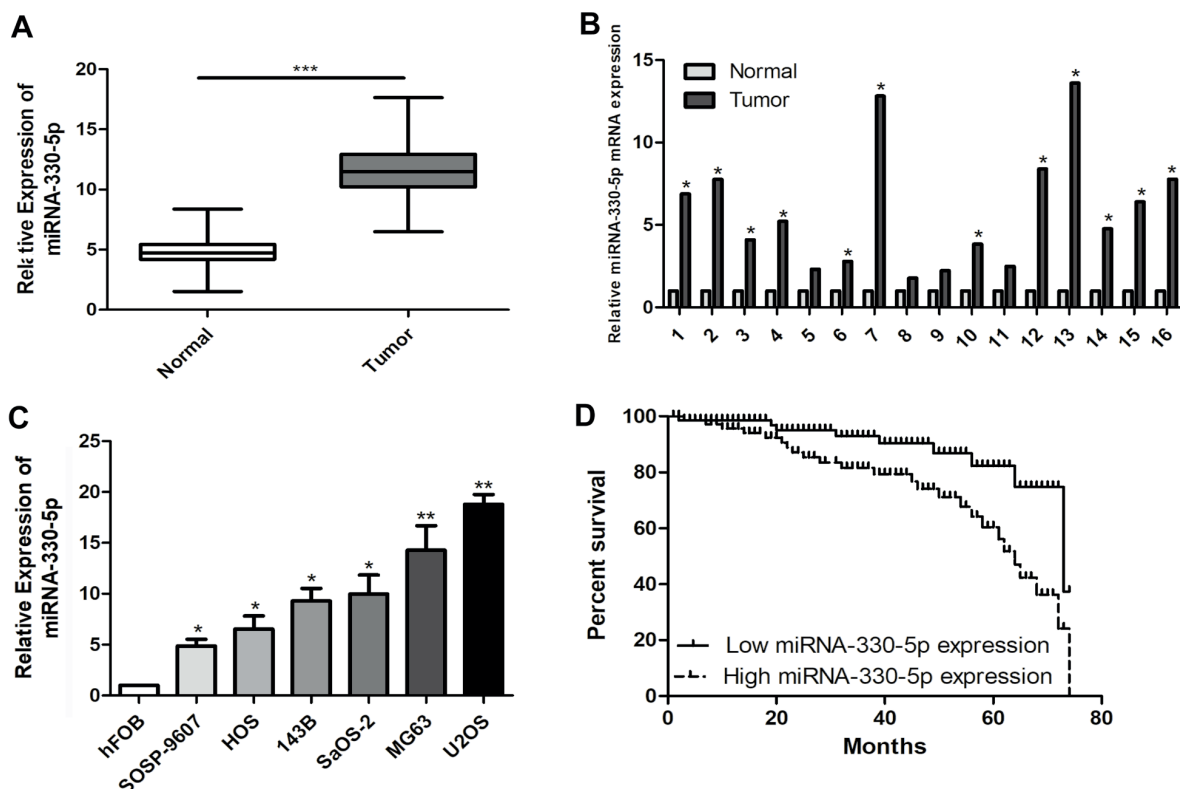 A
Relative Expression of
miRNA-330-5p
20
15
10
5
0
***
Normal
Tumor
B
Relative miRNA-330-5p mRNA expression
15
10
5
0
Normal
Tumor
* * * * * * * * * * * *
1 2 3 4 5 6 7 8 9 10 11 12 13 14 15 16
C
Relative Expression of
miRNA-330-5p
25
20
15
10
5
0
* * * * ** **
hFOB
SOSP-9607
HOS
143B
SaOS-2
MG63
U2OS
D
Percent survival
100
80
60
40
20
0
Low miRNA-330-5p expression
High miRNA-330-5p expression
0 20 40 60 80
Months